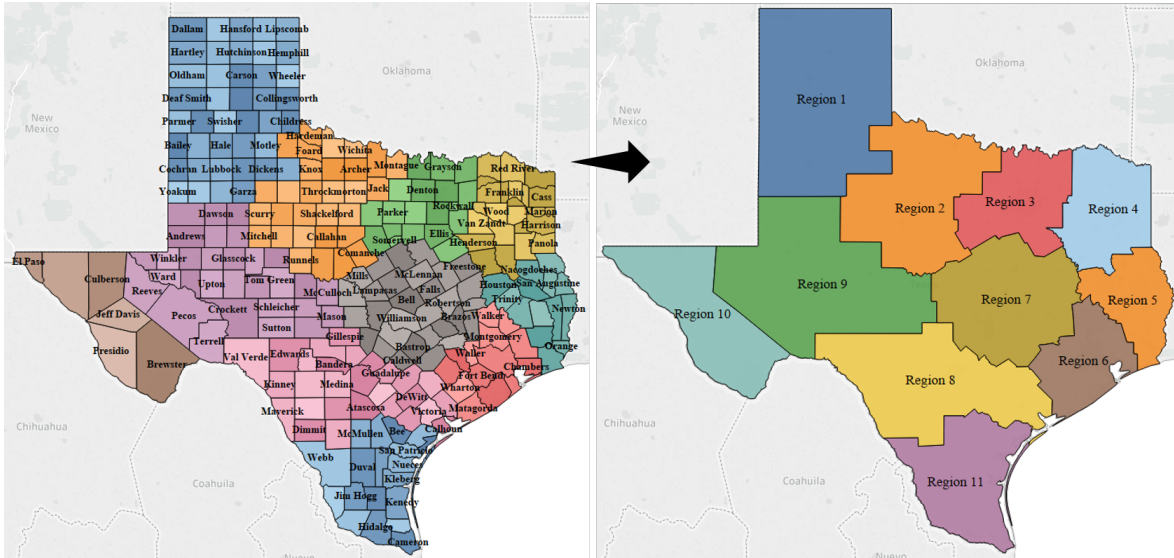 Dallam Hansford Lipscomb
Hartley Hutchinson Hemphill
Oldham Carson Wheeler
Deaf Smith Collingsworth
Parmer Swisher Childress
Hardeman
Bailey Hale Motley Foard Wichita
Cochran Lubbock Dickens Knox Archer Montague Grayson Red River
Yoakum Garza Throckmorton Jack Denton Franklin Cass
Rockwall
Dawson Scurry Shackelford Parker Wood Marion
Van Zandt Harrison
Andrews Mitchell Callahan Somervell Ellis Henderson Panola
Comanche
Winkler Glasscock Runnels Mills McLennan Freestone Nacogdoches
El Paso Culberson Ward Upton Tom Green Lampasas Falls Houston San Augustine
Reeves McCulloch Bell Robertson Trinity
Jeff Davis Pecos Crockett Schleicher Mason Williamson Brazos Walker Newton
Sutton Gillespie Montgomery
Presidio Terrell Bastrop Orange
Brewster Val Verde Edwards Bandera Caldwell Waller Chambers
Guadalupe Fort Bend
Kinney Medina Wharton
DeWitt
Maverick Atascosa Victoria Matagorda
Dimmit McMullen Bee Calhoun
Webb San Patricio
Duval Nueces
Kleberg
Jim Hogg Kenedy
Hidalgo
Cameron
New
Mexico
Oklahoma
Chihuahua
Coahuila
Nuevo
Region 1
Region 2
Region 3
Region 4
Region 5
Region 6
Region 7
Region 8
Region 9
Region 10
Region 11
New
Mexico
Oklahoma
Chihuahua
Coahuila
Nuevo